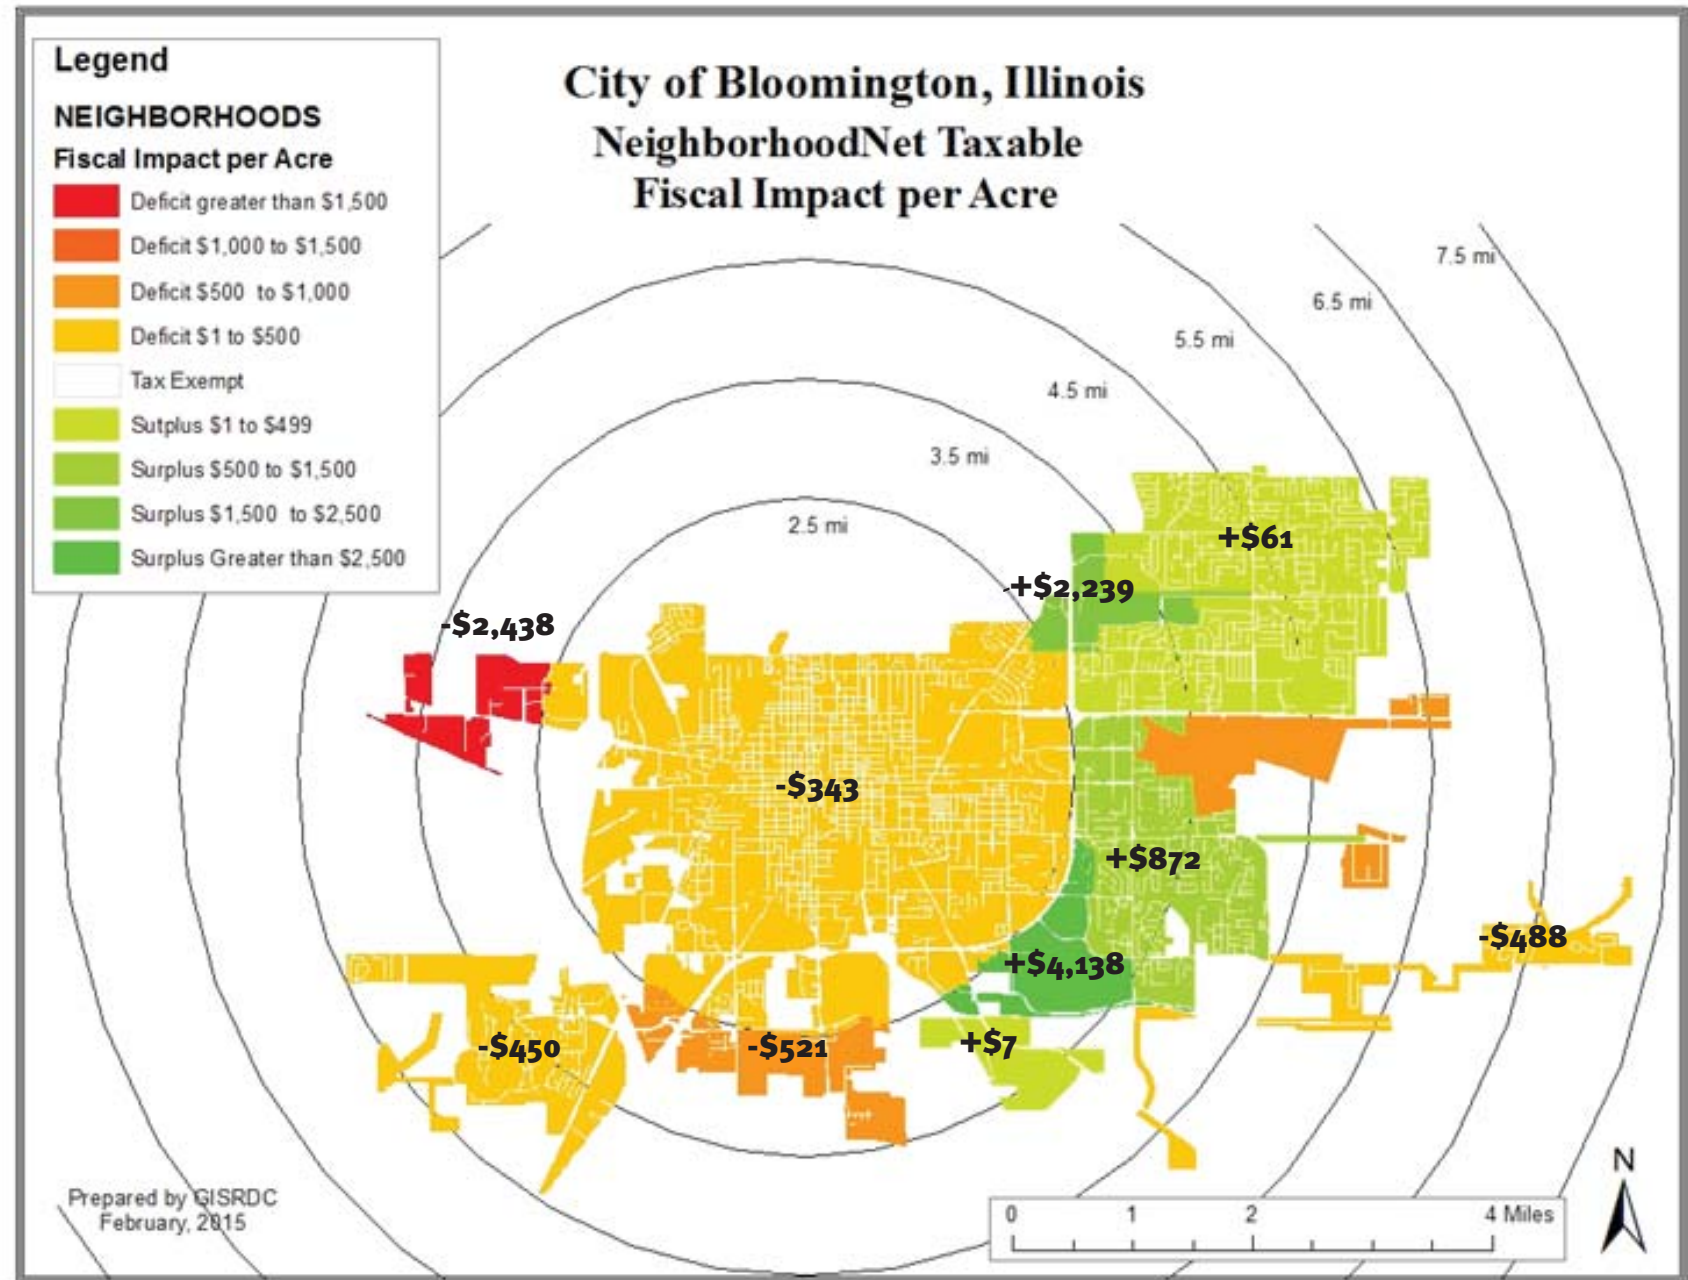 Legend
NEIGHBORHOODS
Fiscal Impact per Acre
Deficit greater than $1,500
Deficit $1,000 to $1,500
Deficit $500 to $1,000
Deficit $1 to $500
Tax Exempt
Sutplus $1 to $499
Surplus $500 to $1,500
Surplus $1,500 to $2,500
Surplus Greater than $2,500
City of Bloomington, Illinois
NeighborhoodNet Taxable
Fiscal Impact per Acre
7.5 mi
6.5 mi
5.5 mi
4.5 mi
3.5 mi
2.5 mi
+$61
+$2,239
-$2,438
-$343
+$872
-$488
+$4,138
-$450
-$521
+$7
Prepared by GISRDC
February, 2015
0 1 2 4 Miles
N